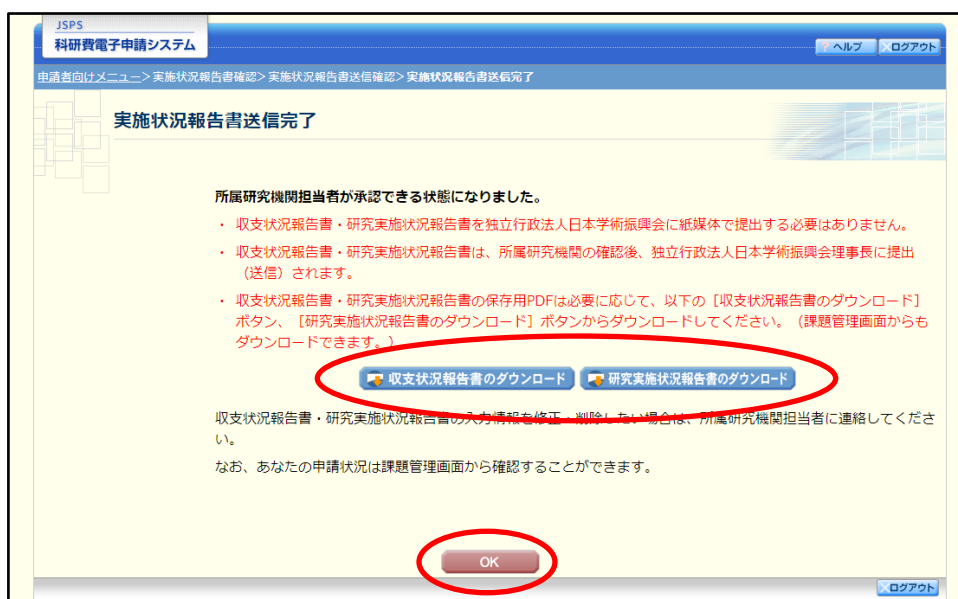 JSPS
科研費電子申請システム
? ヘルプ ×ログアウト
申請者向けメニュー>実施状況報告書確認>実施状況報告書送信確認>実施状況報告書送信完了
実施状況報告書送信完了
所属研究機関担当者が承認できる状態になりました。
・ 収支状況報告書・研究実施状況報告書を独立行政法人日本学術振興会に紙媒体で提出する必要はありません。
・ 収支状況報告書・研究実施状況報告書は、所属研究機関の確認後、独立行政法人日本学術振興会理事長に提出
（送信）されます。
・ 収支状況報告書・研究実施状況報告書の保存用PDFは必要に応じて、以下の［収支状況報告書のダウンロード］
ボタン、［研究実施状況報告書のダウンロード］ボタンからダウンロードしてください。（課題管理画面からも
ダウンロードできます。）
収支状況報告書のダウンロード 研究実施状況報告書のダウンロード
収支状況報告書・研究実施状況報告書の入力情報を修正・削除したい場合は、所属研究機関担当者に連絡してくださ
い。
なお、あなたの申請状況は課題管理画面から確認することができます。
OK
×ログアウト